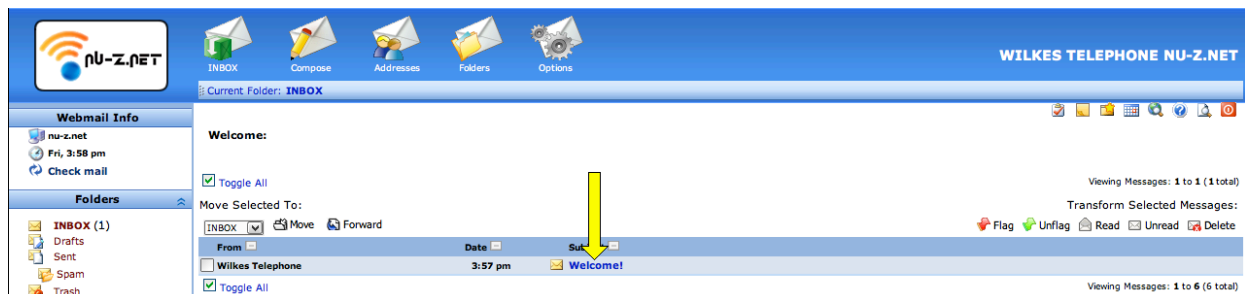 nu-z.net
INBOX Compose Addresses Folders Options
WILKES TELEPHONE NU-Z.NET
Current Folder: INBOX
Webmail Info
nu-z.net
Fri, 3:58 pm
Check mail
Folders
INBOX (1)
Drafts
Sent
Spam
Trash
Welcome:
Toggle All
Viewing Messages: 1 to 1 (1 total)
Move Selected To:
Transform Selected Messages:
INBOX Move Forward
Flag Unflag Read Unread Delete
From Date
Wilkes Telephone 3:57 pm Welcome!
Toggle All
Viewing Messages: 1 to 6 (6 total)